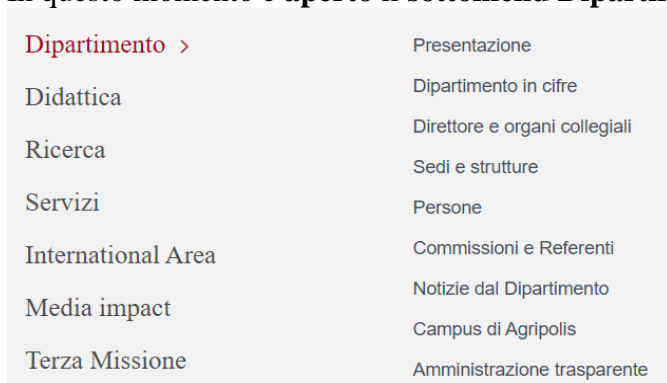 Dipartimento >
Didattica
Ricerca
Servizi
International Area
Media impact
Terza Missione
Presentazione
Dipartimento in cifre
Direttore e organi collegiali
Sedi e strutture
Persone
Commissioni e Referenti
Notizie dal Dipartimento
Campus di Agripolis
Amministrazione trasparente